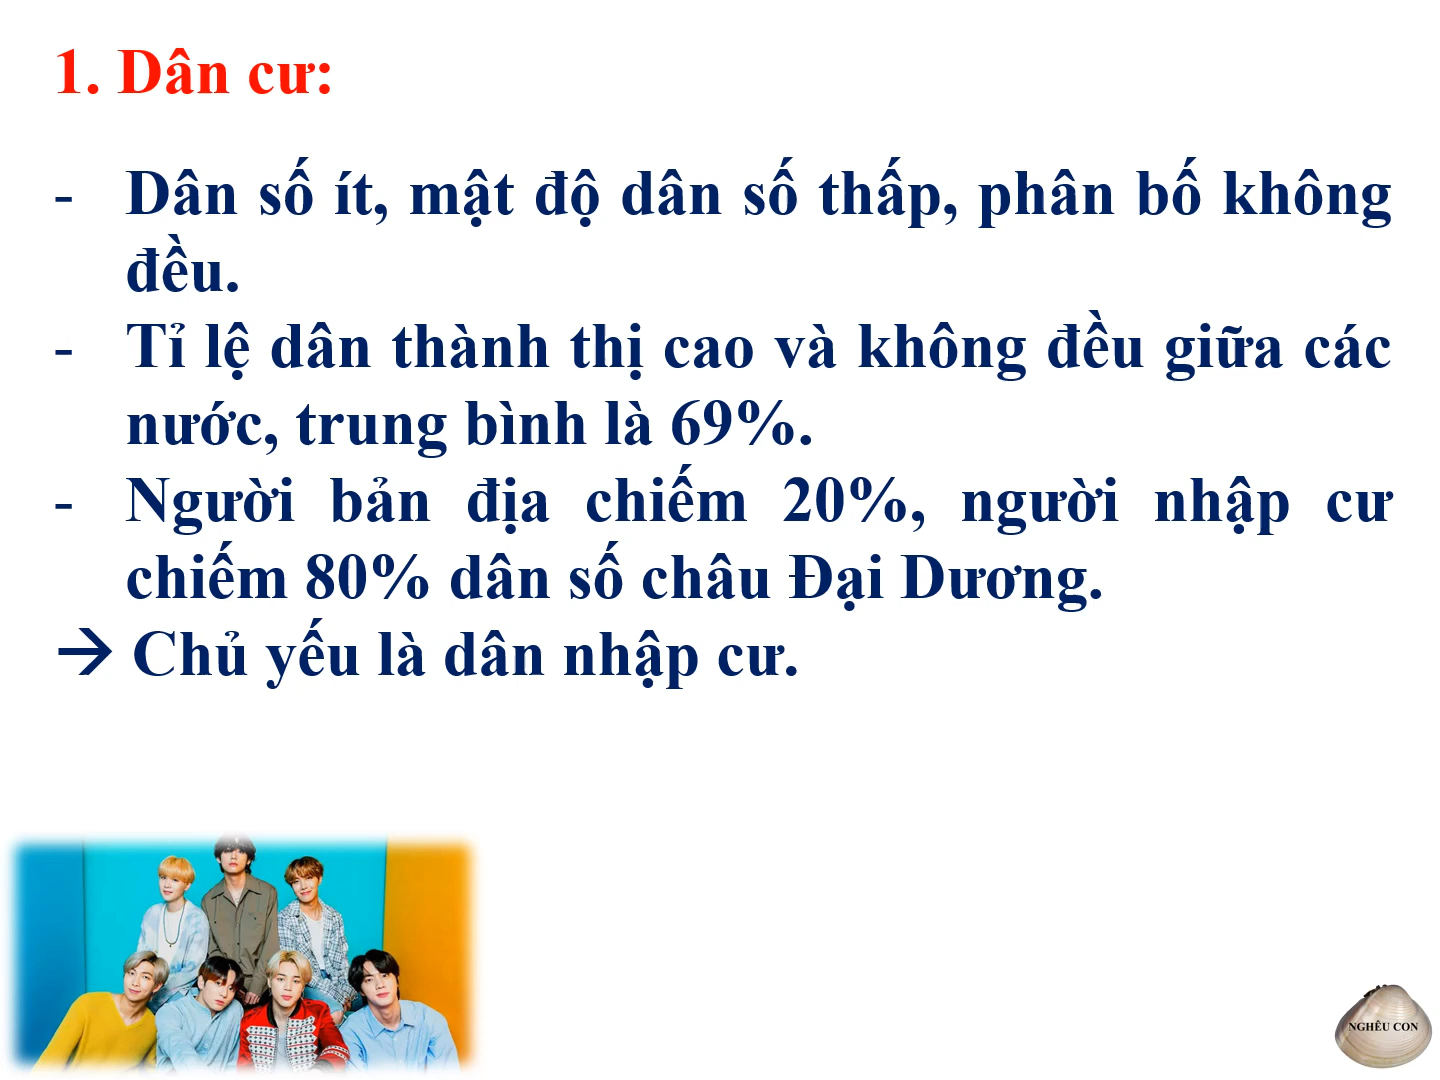 1. Dân cư:
- Dân số ít, mật độ dân số thấp, phân bố không
đều.
- Tỉ lệ dân thành thị cao và không đều giữa các
nước, trung bình là 69%.
- Người bản địa chiếm 20%, người nhập cư
chiếm 80% dân số châu Đại Dương.
→ Chủ yếu là dân nhập cư.
NGHÊU CON